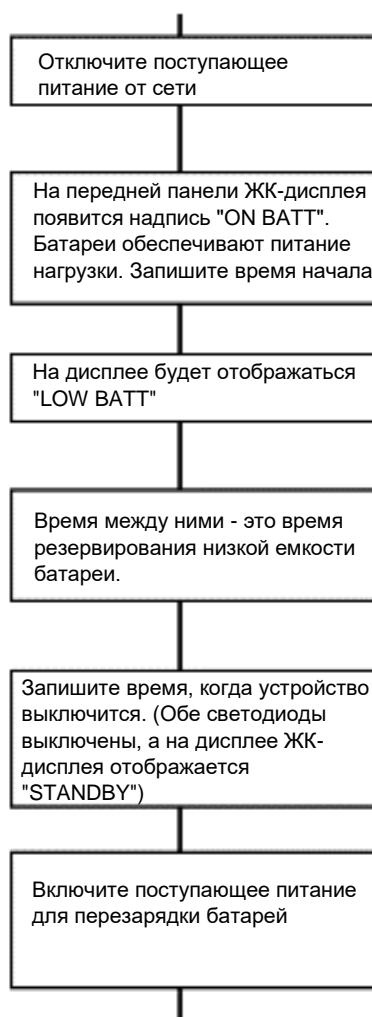 Отключите поступающее
питание от сети
На передней панели ЖК-дисплея
появится надпись "ON BATT".
Батареи обеспечивают питание
нагрузки. Запишите время начала
На дисплее будет отображаться
"LOW BATT"
Время между ними - это время
резервирования низкой емкости
батареи.
Запишите время, когда устройство
выключится. (Обе светодиоды
выключены, а на дисплее ЖК-
дисплея отображается
"STANDBY")
Включите поступающее питание
для перезарядки батарей